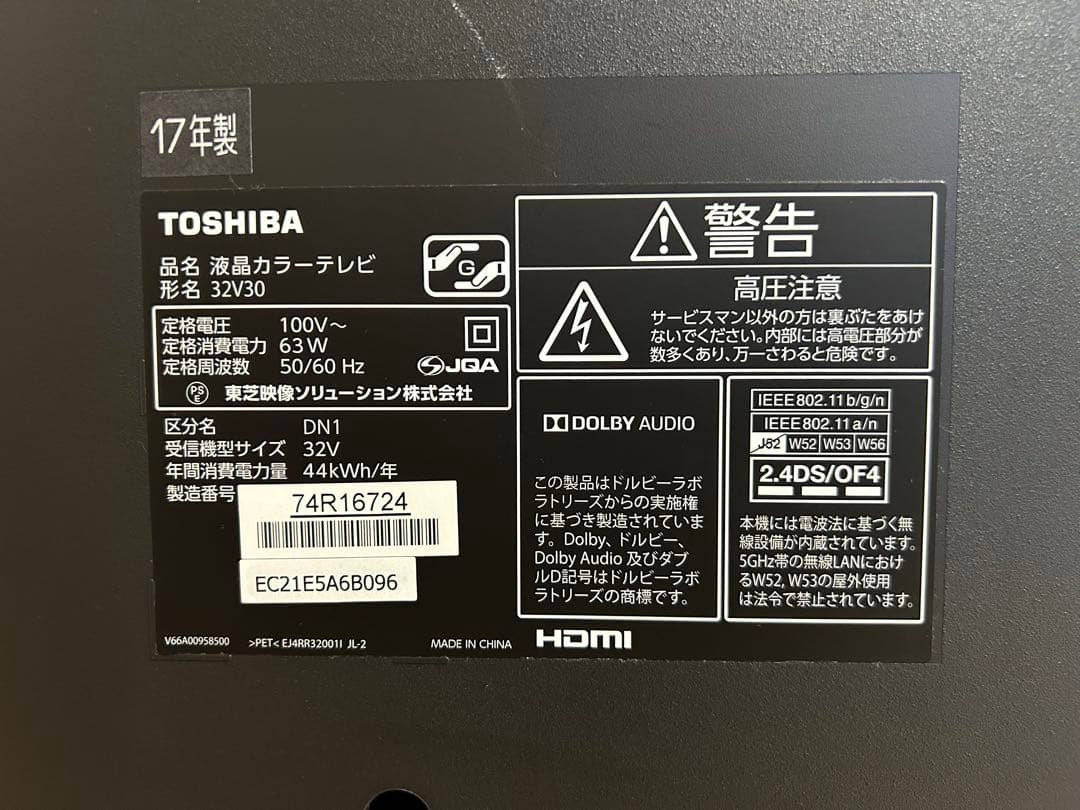 17年製
TOSHIBA
品名 液晶カラーテレビ
形名 32V30
G
定格電圧 100V～
定格消費電力 63W
定格周波数 50/60 Hz
JQA
PS
E
東芝映像ソリューション株式会社
区分名 DN1
受信機型サイズ 32V
年間消費電力量 44kWh/年
製造番号
74R16724
EC21E5A6B096
V66A00958500 >PET< EJ4RR32001I JL-2 MADE IN CHINA
警告
高圧注意
サービスマン以外の方は裏ぶたをあけ
ないでください。内部には高電圧部分が
数多くあり、万一さわると危険です。
DOLBY AUDIO
この製品はドルビーラボ
ラトリーズからの実施権
に基づき製造されていま
す。Dolby、ドルビー、
Dolby Audio 及びダブ
ルD記号はドルビーラボ
ラトリーズの商標です。
HDMI
IEEE802.11b/g/n
IEEE802.11a/n
J52 W52 W53 W56
2.4DS/OF4
本機には電波法に基づく無
線設備が内蔵されています。
5GHz帯の無線LANにおけ
るW52, W53の屋外使用
は法令で禁止されています。